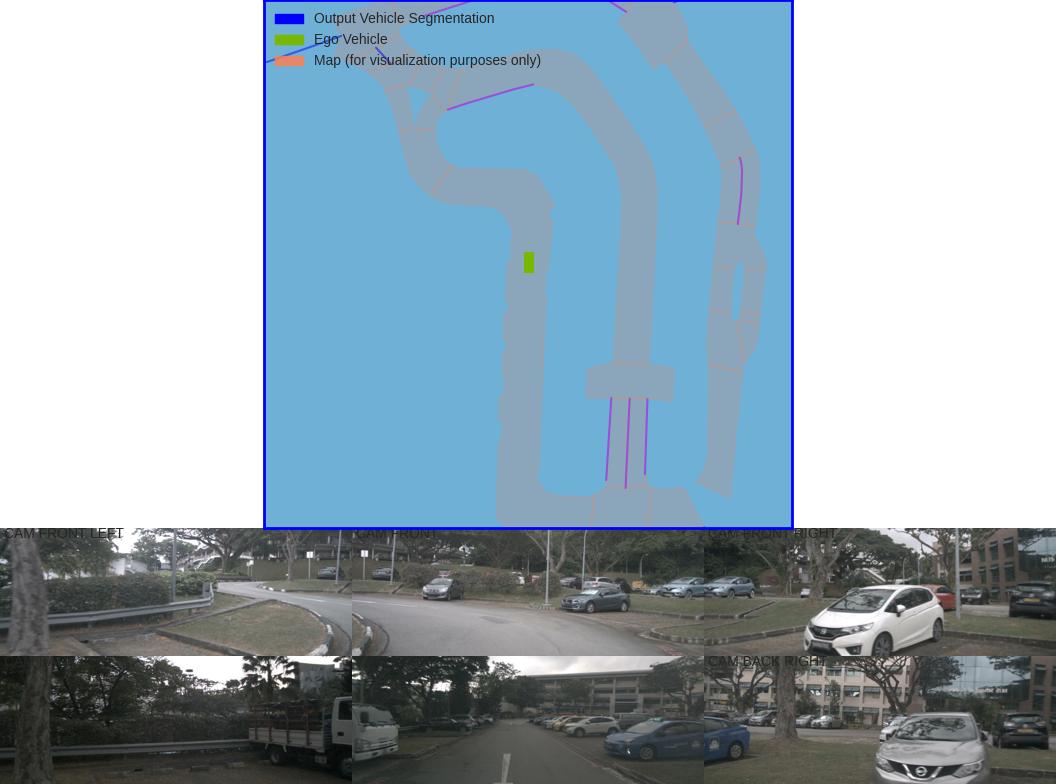 Output Vehicle Segmentation
Ego Vehicle
Map (for visualization purposes only)
CAM FRONT LEFT
CAM FRONT
CAM FRONT RIGHT
CAM BACK RIGHT